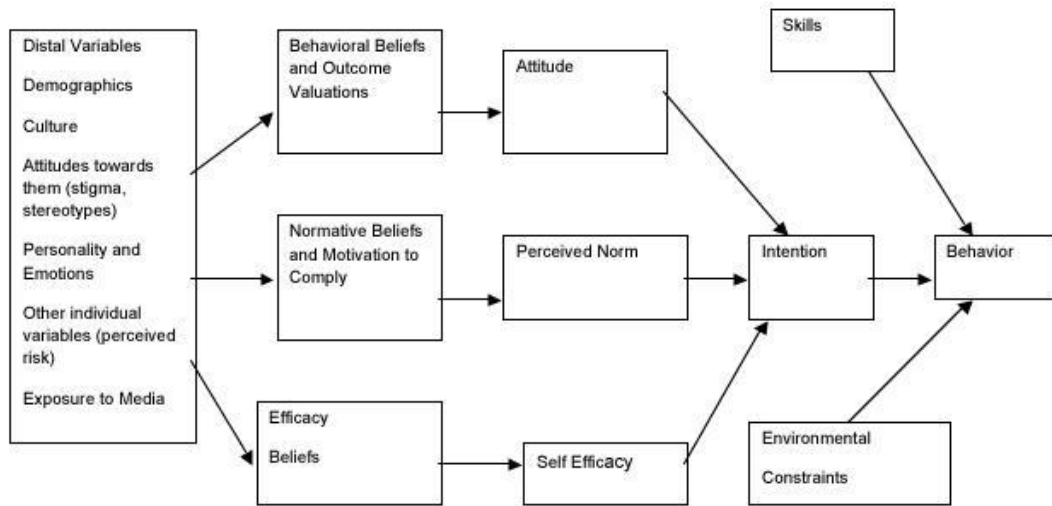 Distal Variables
Demographics
Culture
Attitudes towards
them (stigma,
stereotypes)
Personality and
Emotions
Other individual
variables (perceived
risk)
Exposure to Media
Behavioral Beliefs
and Outcome
Valuations
Attitude
Skills
Normative Beliefs
and Motivation to
Comply
Perceived Norm
Intention
Behavior
Efficacy
Beliefs
Self Efficacy
Environmental
Constraints